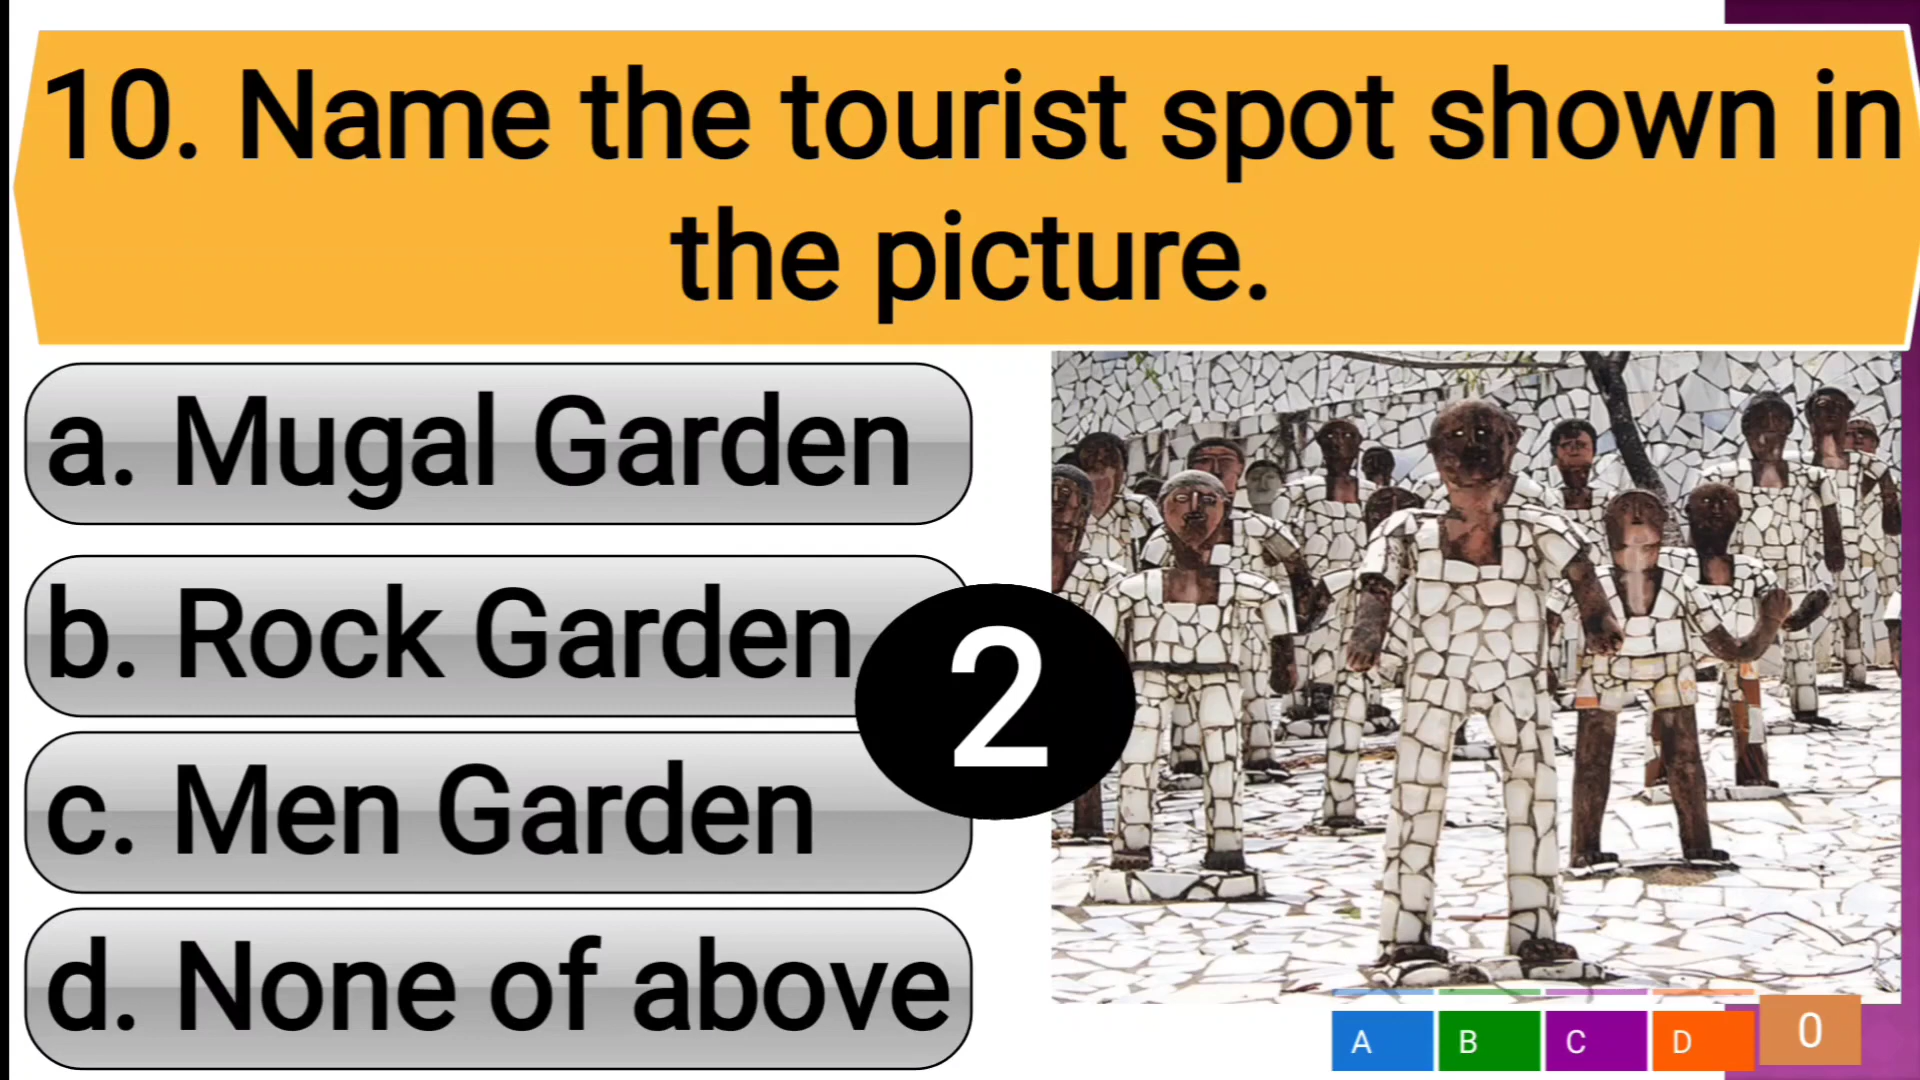 10. Name the tourist spot shown in
the picture.
a. Mugal Garden
b. Rock Garden
c. Men Garden
d. None of above
2
A B C D 0